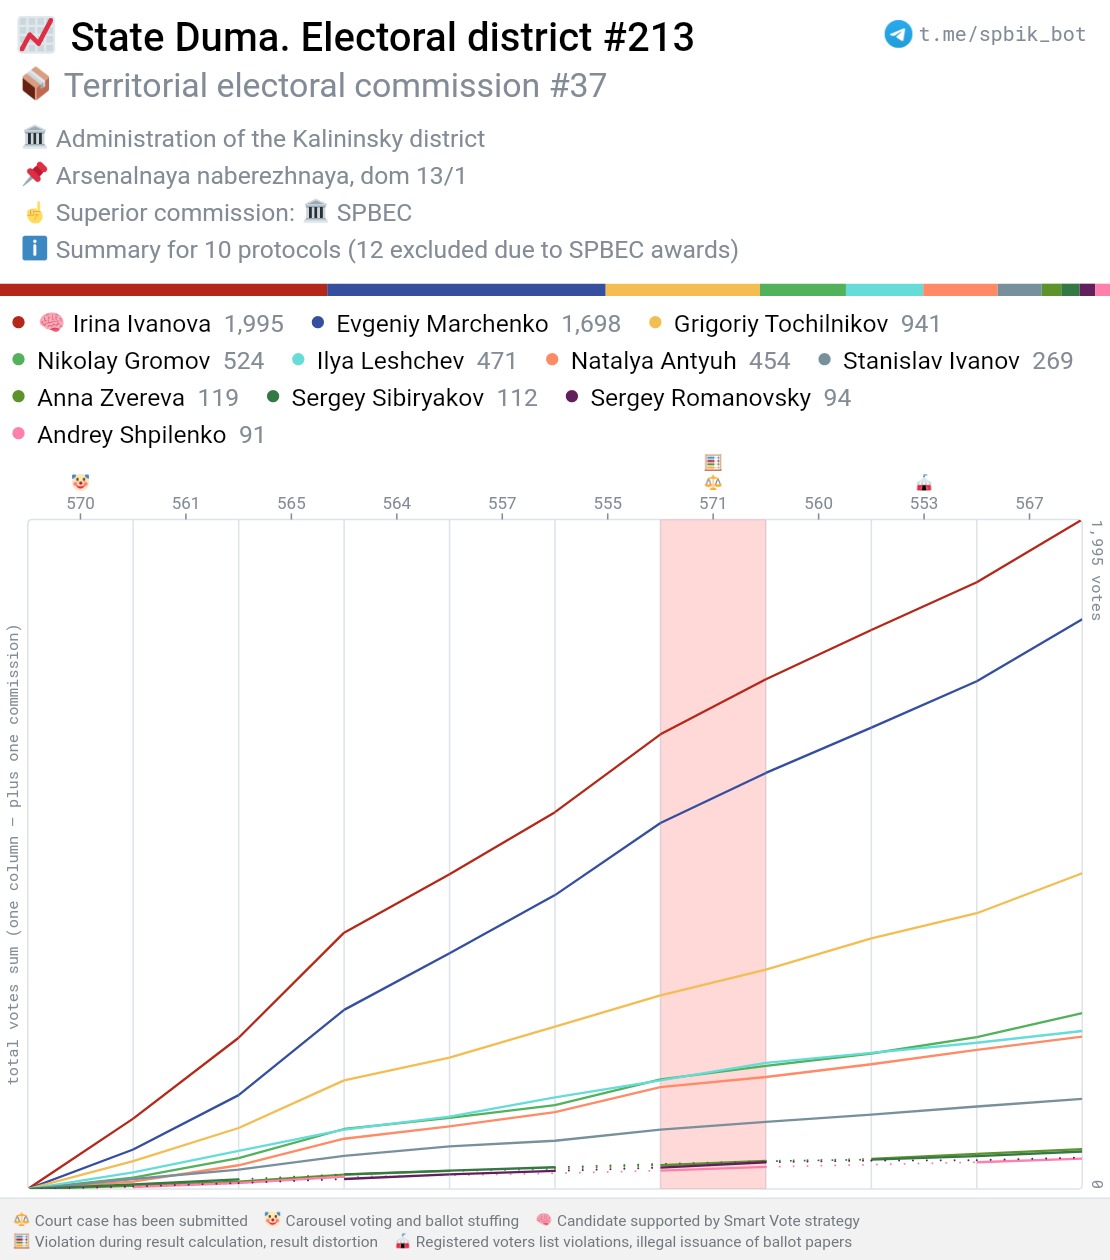 State Duma. Electoral district #213
t.me/spbik_bot
Territorial electoral commission #37
Administration of the Kalininsky district
Arsenalnaya naberezhnaya, dom 13/1
Superior commission: SPBEC
Summary for 10 protocols (12 excluded due to SPBEC awards)
Irina Ivanova 1,995 Evgeniy Marchenko 1,698 Grigoriy Tochilnikov 941
Nikolay Gromov 524 Ilya Leshchev 471 Natalya Antyuh 454 Stanislav Ivanov 269
Anna Zvereva 119 Sergey Sibiryakov 112 Sergey Romanovsky 94
Andrey Shpilenko 91
570 561 565 564 557 555 571 560 553 567
1,995 votes
total votes sum (one column – plus one commission)
0
Court case has been submitted Carousel voting and ballot stuffing Candidate supported by Smart Vote strategy
Violation during result calculation, result distortion Registered voters list violations, illegal issuance of ballot papers